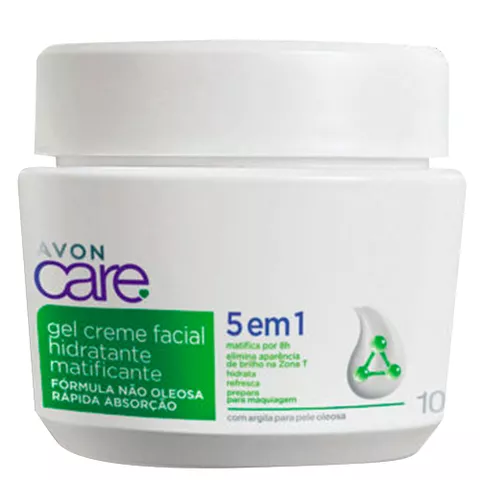 AVON
care
gel creme facial
hidratante
matificante
FÓRMULA NÃO OLEOSA
RÁPIDA ABSORÇÃO
5 em 1
matifica por 8h
elimina aparência
de brilho na Zona T
hidrata
refresca
prepara
para maquiagem
com argila para pele oleosa
10